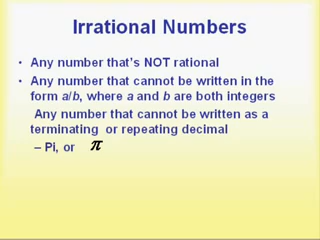 Irrational Numbers
• Any number that's NOT rational
• Any number that cannot be written in the
form a/b, where a and b are both integers
Any number that cannot be written as a
terminating or repeating decimal
– Pi, or π